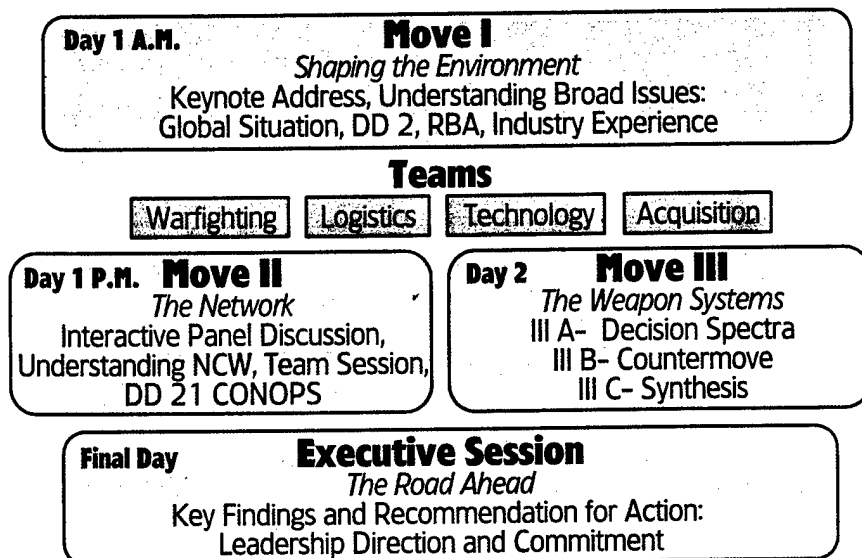 Day 1 A.M. Move I
Shaping the Environment
Keynote Address, Understanding Broad Issues:
Global Situation, DD 2, RBA, Industry Experience
Teams
Warfighting Logistics Technology Acquisition
Day 1 P.M. Move II
The Network
Interactive Panel Discussion,
Understanding NCW, Team Session,
DD 21 CONOPS
Day 2 Move III
The Weapon Systems
III A- Decision Spectra
III B- Countermove
III C- Synthesis
Final Day Executive Session
The Road Ahead
Key Findings and Recommendation for Action:
Leadership Direction and Commitment